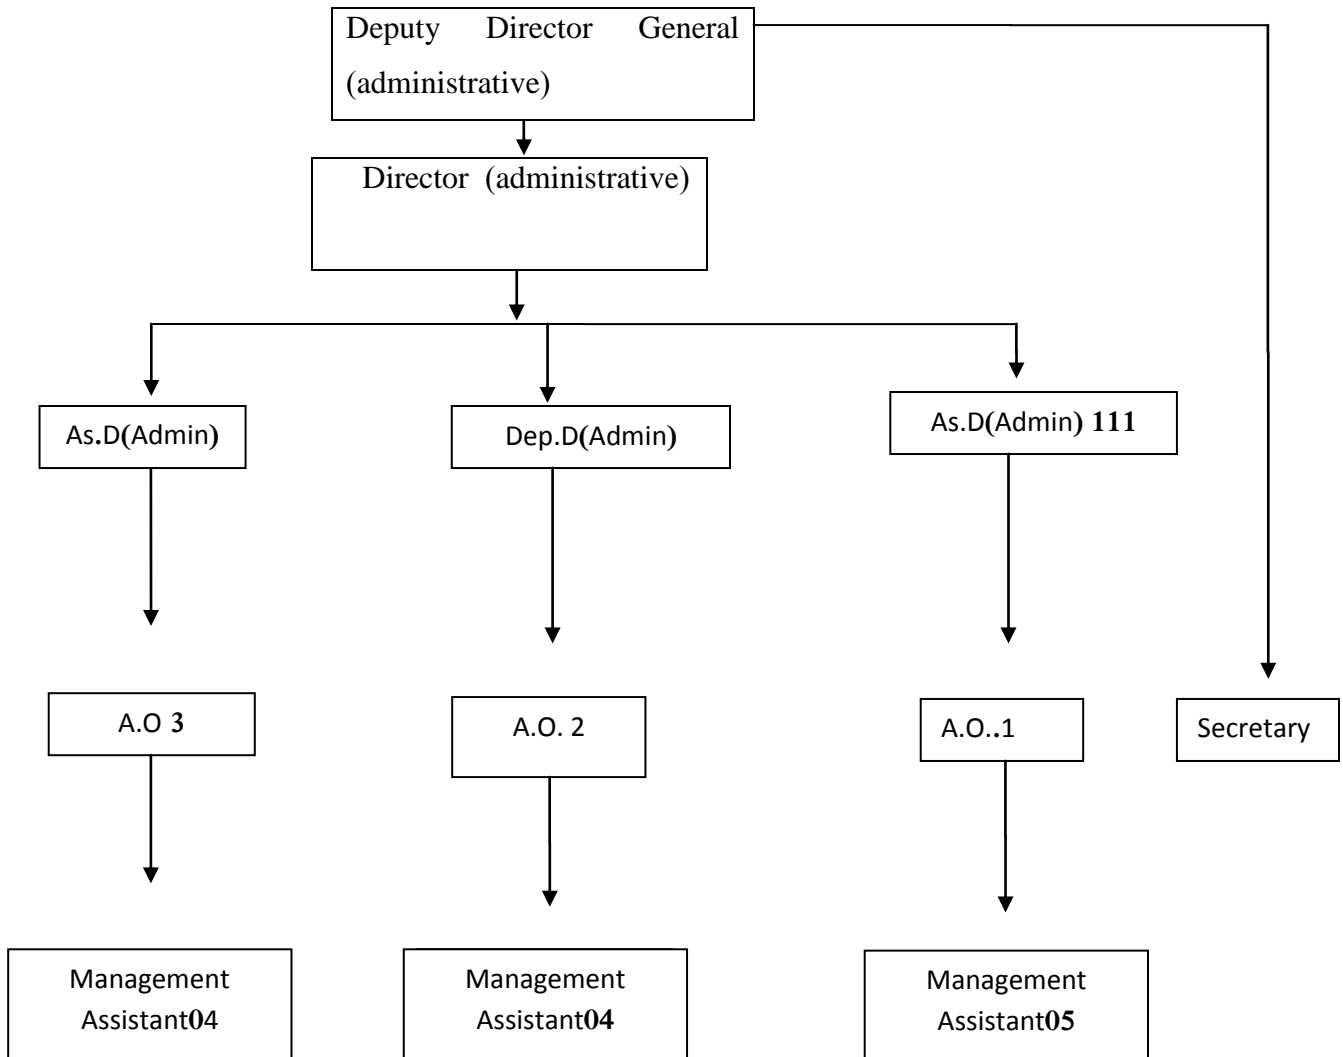 Deputy Director General
(administrative)
Director (administrative)
As.D(Admin)
Dep.D(Admin)
As.D(Admin) 111
A.O 3
A.O. 2
A.O..1
Secretary
Management
Assistant04
Management
Assistant04
Management
Assistant05